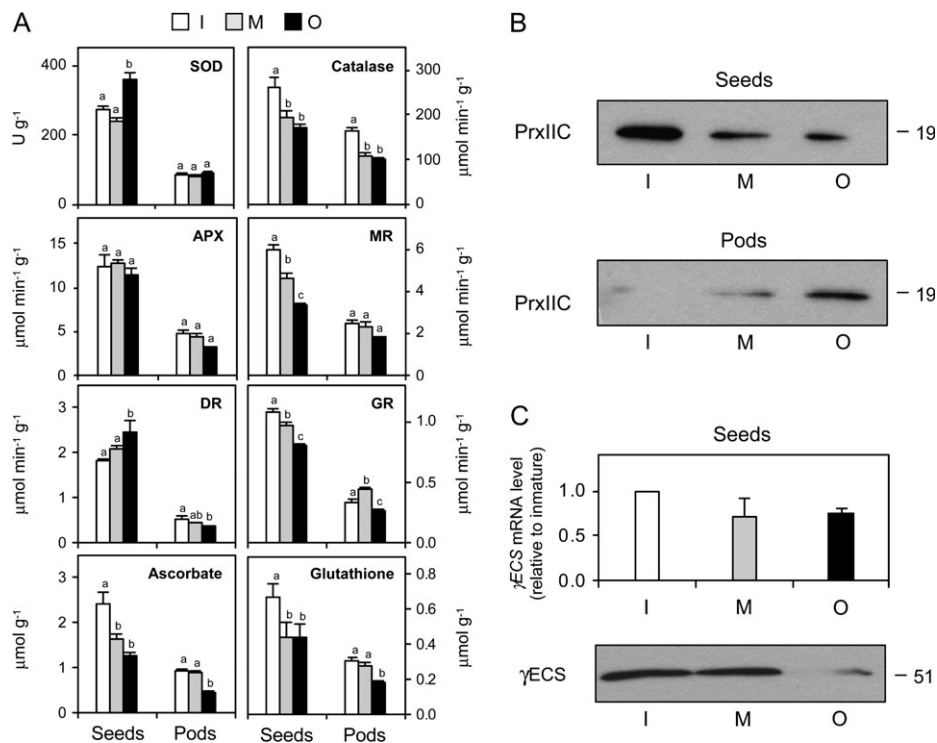 A
I M O
SOD
Catalase
U g-1
400
200
0
a a b a a a
300
200
100
0
a b b a b b
μmol min-1 g-1
APX
MR
μmol min-1 g-1
15
10
5
0
a a a a a a
6
4
2
0
a b c a a a
μmol min-1 g-1
DR
GR
μmol min-1 g-1
3
2
1
0
a a b a ab b
1.0
0.5
0.0
a b c a b c
μmol min-1 g-1
Ascorbate
Glutathione
μmol g-1
3
2
1
0
a b b a a b
0.8
0.6
0.4
0.2
0.0
a b b a a b
μmol g-1
Seeds Pods Seeds Pods
B
Seeds
PrxIIC
– 19
I M O
Pods
PrxIIC
– 19
I M O
C
Seeds
γECS mRNA level
(relative to inmature)
1.0
0.5
0.0
I M O
γECS
– 51
I M O